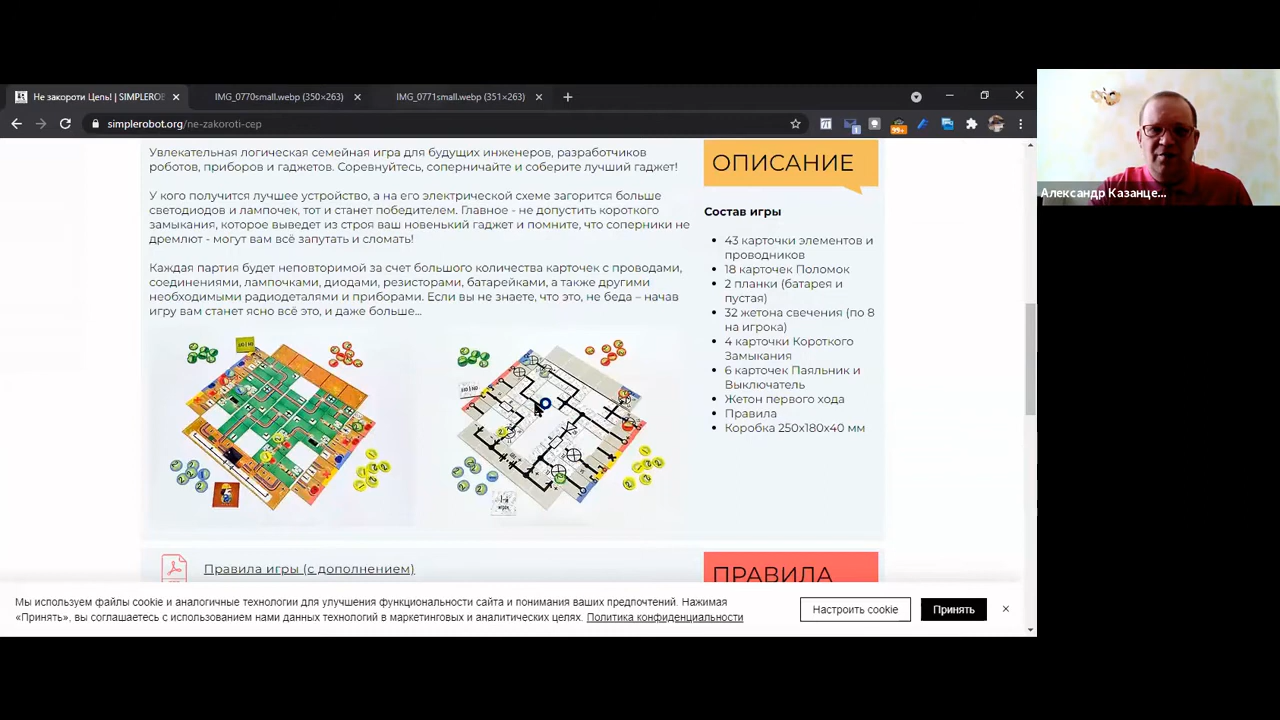 Не закороти Цепь! | SIMPLEROB
IMG_0770small.webp (350×263)
IMG_0771small.webp (351×263)
simplerobot.org/ne-zakoroti-cep
1
99+
Александр Казанце...
Увлекательная логическая семейная игра для будущих инженеров, разработчиков
роботов, приборов и гаджетов. Соревнуйтесь, соперничайте и соберите лучший гаджет!
У кого получится лучшее устройство, а на его электрической схеме загорится больше
светодиодов и лампочек, тот и станет победителем. Главное - не допустить короткого
замыкания, которое выведет из строя ваш новенький гаджет и помните, что соперники не
дремлют - могут вам всё запутать и сломать!
Каждая партия будет неповторимой за счет большого количества карточек с проводами,
соединениями, лампочками, диодами, резисторами, батарейками, а также другими
необходимыми радиодеталями и приборами. Если вы не знаете, что это, не беда – начав
игру вам станет ясно всё это, и даже больше...
1-й
игрок
ОПИСАНИЕ
Состав игры
43 карточки элементов и
проводников
18 карточек Поломок
2 планки (батарея и
пустая)
32 жетона свечения (по 8
на игрока)
4 карточки Короткого
Замыкания
6 карточек Паяльник и
Выключатель
Жетон первого хода
Правила
Коробка 250х180х40 мм
Правила игры (с дополнением)
ПРАВИЛА
Мы используем файлы cookie и аналогичные технологии для улучшения функциональности сайта и понимания ваших предпочтений. Нажимая
«Принять», вы соглашаетесь с использованием нами данных технологий в маркетинговых и аналитических целях. Политика конфиденциальности
Настроить cookie
Принять